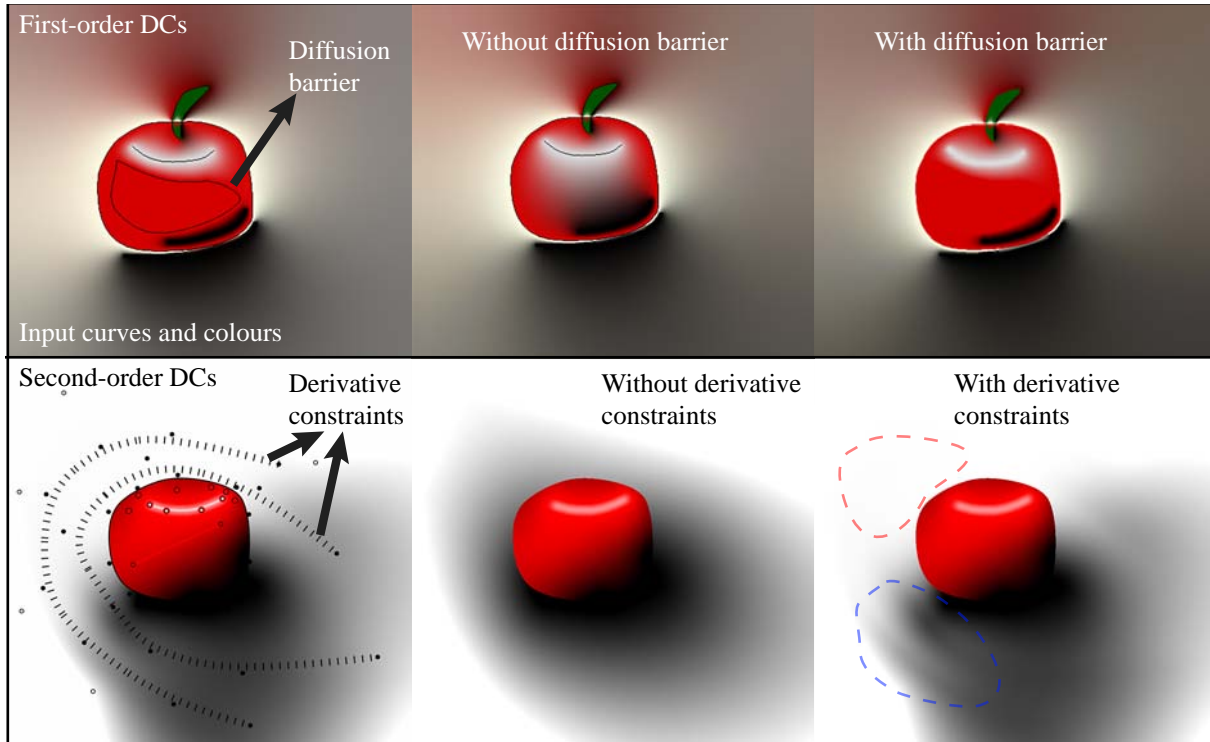 First-order DCs
Diffusion
barrier
Input curves and colours
Without diffusion barrier
With diffusion barrier
Second-order DCs
Derivative
constraints
Without derivative
constraints
With derivative
constraints